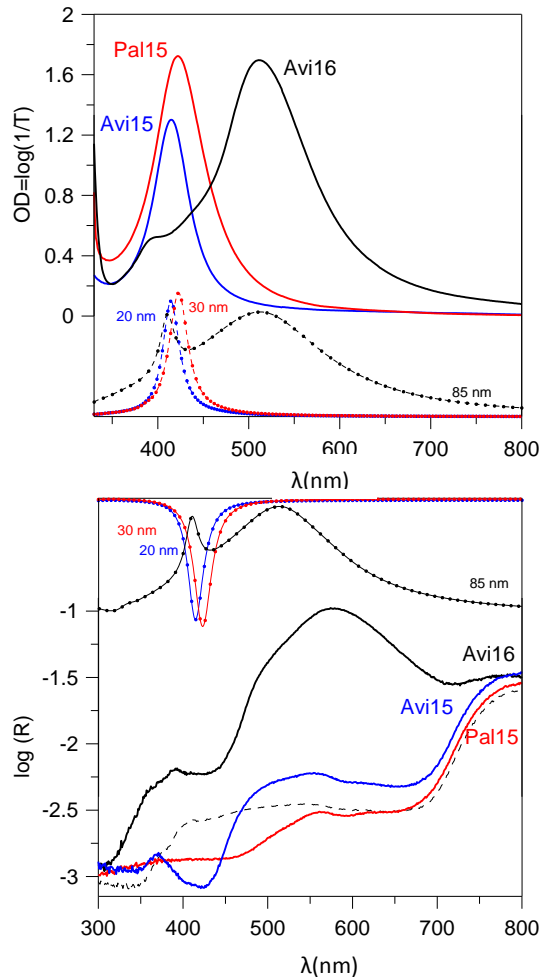 2
1.6
1.2
0.8
0.4
0
OD=log(1/T)
Pal15
Avi15
Avi16
20 nm
30 nm
85 nm
400
500
600
700
800
λ(nm)
30 nm
20 nm
85 nm
-1
-1.5
-2
-2.5
-3
log (R)
Avi16
Avi15
Pal15
300
400
500
600
700
800
λ(nm)